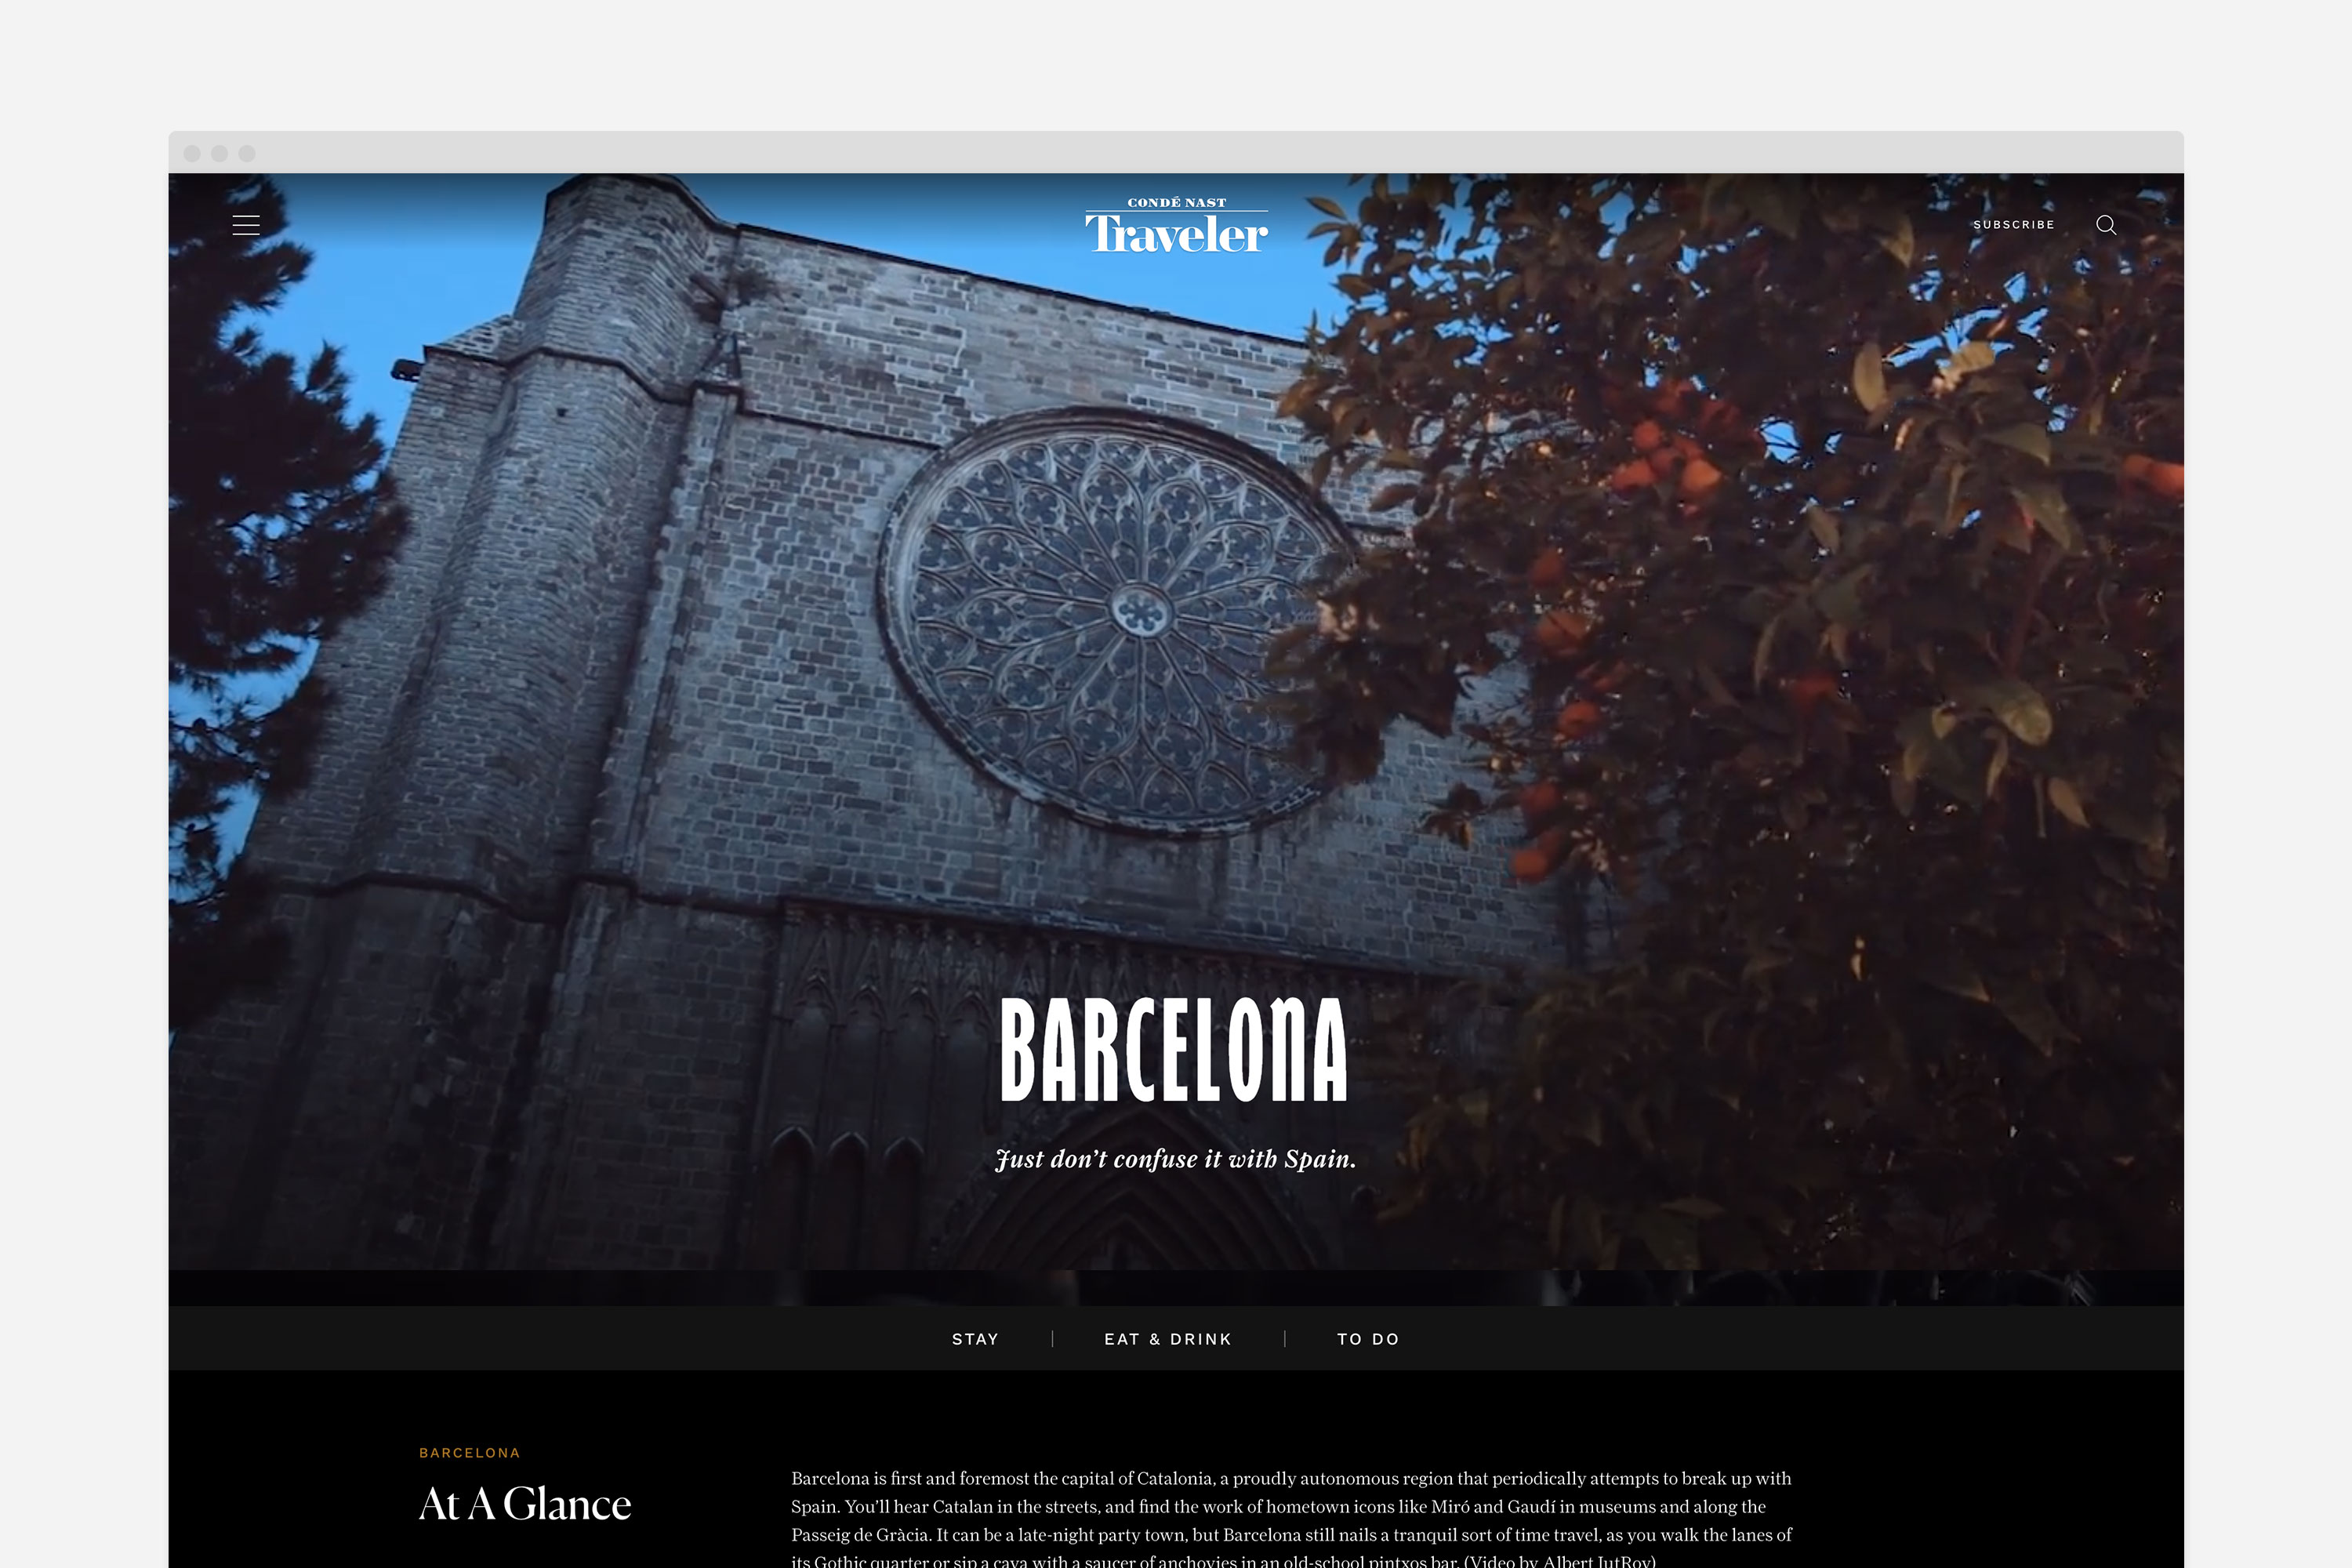 CONDÉ NAST
Traveler
SUBSCRIBE
BARCELONA
Just don’t confuse it with Spain.
STAY
EAT & DRINK
TO DO
BARCELONA
At A Glance
Barcelona is first and foremost the capital of Catalonia, a proudly autonomous region that periodically attempts to break up with
Spain. You’ll hear Catalan in the streets, and find the work of hometown icons like Miró and Gaudí in museums and along the
Passeig de Gràcia. It can be a late-night party town, but Barcelona still nails a tranquil sort of time travel, as you walk the lanes of
its Gothic quarter or sip a cava with a saucer of anchovies in an old-school pintxos bar. (Video by Albert JutRoy)